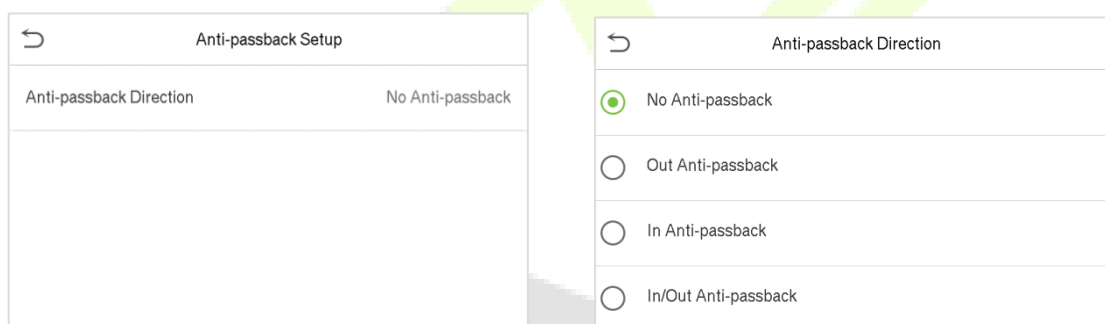 Anti-passback Setup
Anti-passback Direction No Anti-passback
Anti-passback Direction
No Anti-passback
Out Anti-passback
In Anti-passback
In/Out Anti-passback